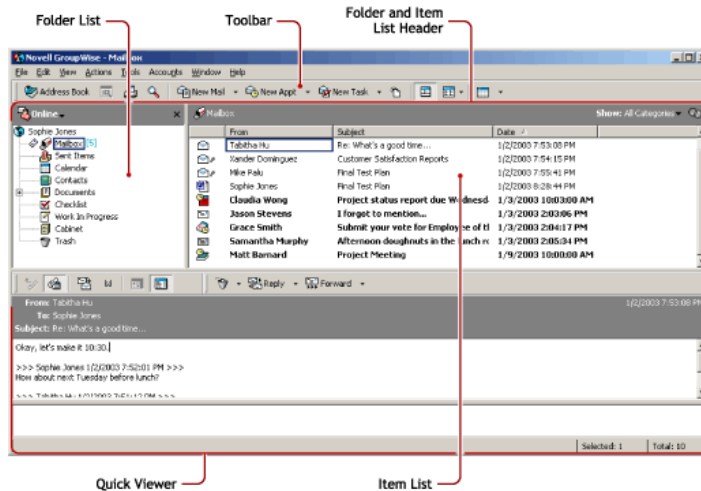 Folder List
Toolbar
Folder and Item
List Header
Novell GroupWise - Mailbox
File Edit View Actions Tools Accounts Window Help
Address Book New Mail New Appt New Task
Online
Mailbox
Show: All Categories
Sophie Jones
Mailbox [5]
Sent Items
Calendar
Contacts
Documents
Checklist
Work In Progress
Cabinet
Trash
From Subject Date
Tabitha Hu Re: What's a good time... 1/2/2003 7:53:08 PM
Xander Dominguez Customer Satisfaction Reports 1/2/2003 7:54:15 PM
Mike Palu Final Test Plan 1/2/2003 7:55:41 PM
Sophie Jones Final Test Plan 1/2/2003 8:28:44 PM
Claudia Wong Project status report due Wednesd 1/3/2003 10:03:00 AM
Jason Stevens I forgot to mention... 1/3/2003 2:03:06 PM
Grace Smith Submit your vote for Employee of tl 1/3/2003 2:04:17 PM
Samantha Murphy Afternoon doughnuts in the lunch rc 1/3/2003 2:05:34 PM
Matt Barnard Project Meeting 1/9/2003 10:00:00 AM
Reply Forward
From: Tabitha Hu 1/2/2003 7:53:08 PM
To: Sophie Jones
Subject: Re: What's a good time...
Okay, let's make it 10:30.
>>> Sophie Jones 1/2/2003 7:52:01 PM >>>
How about next Tuesday before lunch?
>>> Tabitha Hu 1/2/2003 7:51:12 PM >>>
Selected: 1 Total: 10
Quick Viewer
Item List